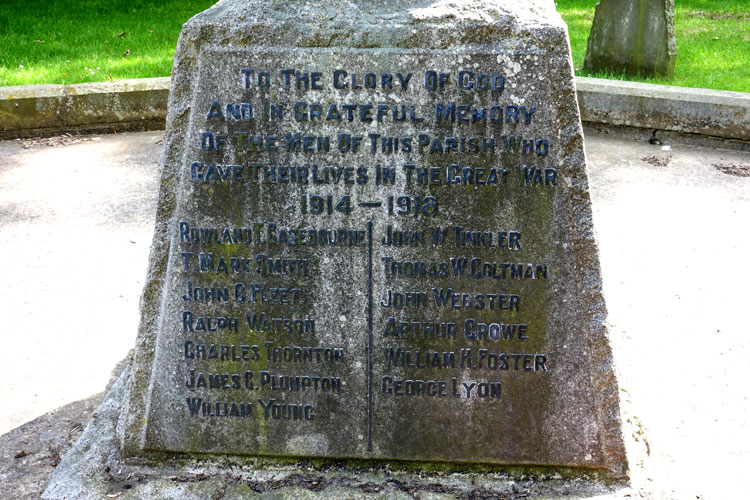 TO THE GLORY OF GOD
AND IN GRATEFUL MEMORY
OF THE MEN OF THIS PARISH WHO
GAVE THEIR LIVES IN THE GREAT WAR
1914 — 1918
ROWLAND T. GASEBOURNE
T. MARK SMITH
JOHN G. FLEET
RALPH WATSON
CHARLES THORNTON
JAMES C. PLUMPTON
WILLIAM YOUNG
JOHN W. TINKLER
THOMAS W. COLTMAN
JOHN WEBSTER
ARTHUR CROWE
WILLIAM H. FOSTER
GEORGE LYON